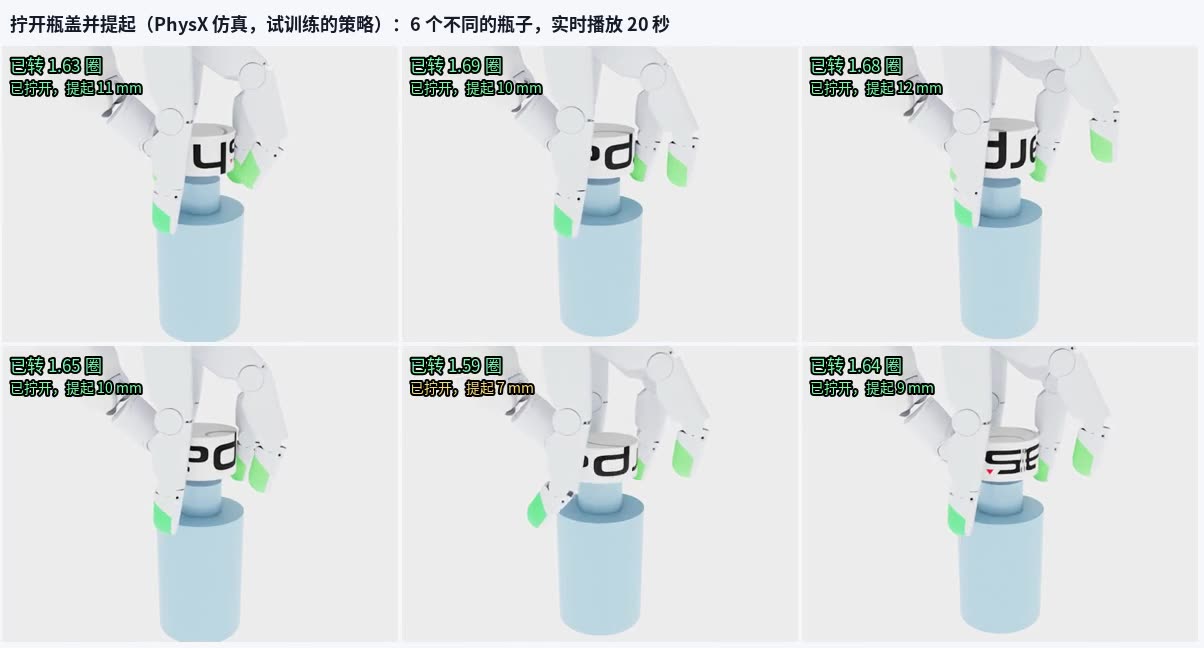 拧开瓶盖并提起（PhysX 仿真，试训练的策略）：6 个不同的瓶子，实时播放 20 秒
已转 1.63 圈
已拧开，提起 11 mm
已转 1.69 圈
已拧开，提起 10 mm
已转 1.68 圈
已拧开，提起 12 mm
已转 1.65 圈
已拧开，提起 10 mm
已转 1.59 圈
已拧开，提起 7 mm
已转 1.64 圈
已拧开，提起 9 mm